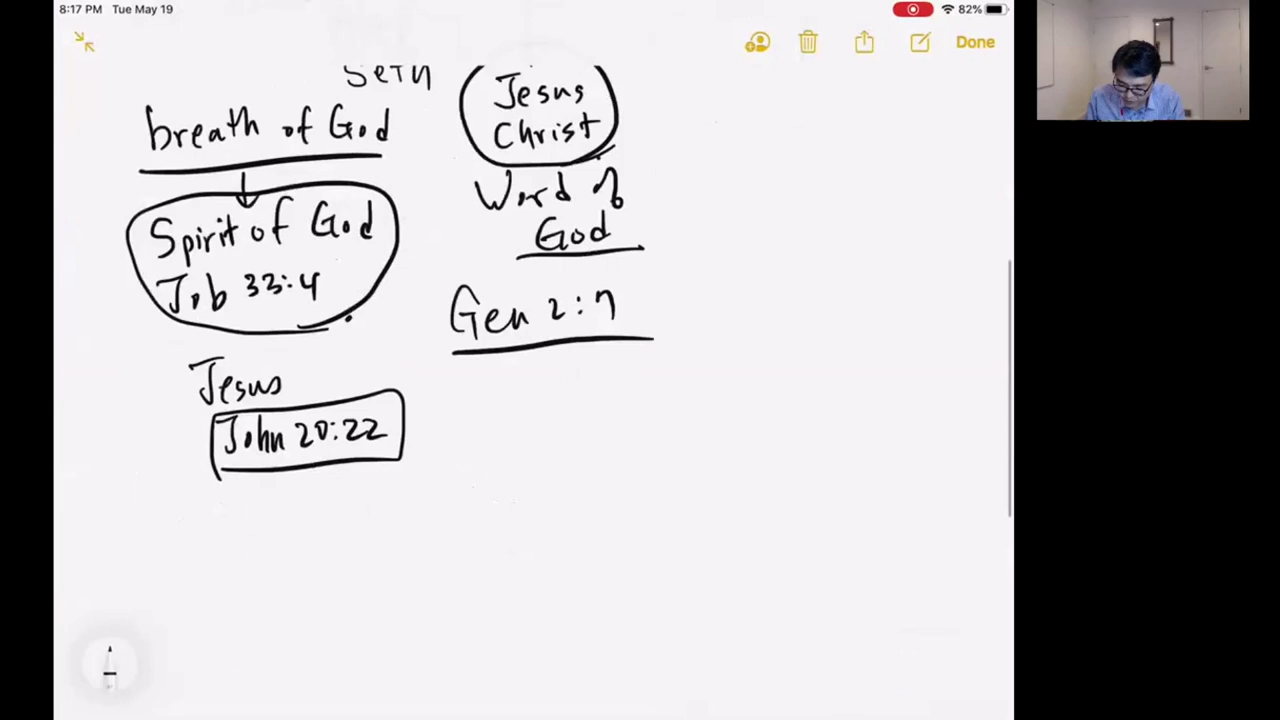 8:17 PM Tue May 19
82%
Done
breath of God
Spirit of God
Job 33:4
Jesus
John 20:22
Jesus
Christ
Word of
God
Gen 2:7